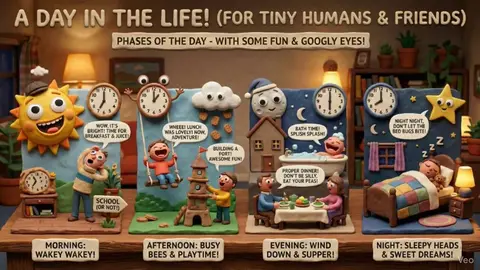 A DAY IN THE LIFE! (FOR TINY HUMANS & FRIENDS)
PHASES OF THE DAY - WITH SOME FUN & GOOGLY EYES!
WOW, IT'S
BRIGHT! TIME FOR
BREAKFAST & JUICE!
SCHOOL
(OR NOT!)
MORNING:
WAKEY WAKEY!
WHEE! LUNCH
WAS LOVELY! NOW,
ADVENTURE!
BUILDING A
FORT! AWESOME FUN!
AFTERNOON: BUSY
BEES & PLAYTIME!
BATH TIME!
SPLISH SPLASH!
PROPER DINNER!
DON'T BE SILLY,
EAT YOUR PEAS!
EVENING: WIND
DOWN & SUPPER!
NIGHT NIGHT,
DON'T LET THE
BED BUGS BITE!
Z Z Z
NIGHT: SLEEPY HEADS
& SWEET DREAMS!
Veo